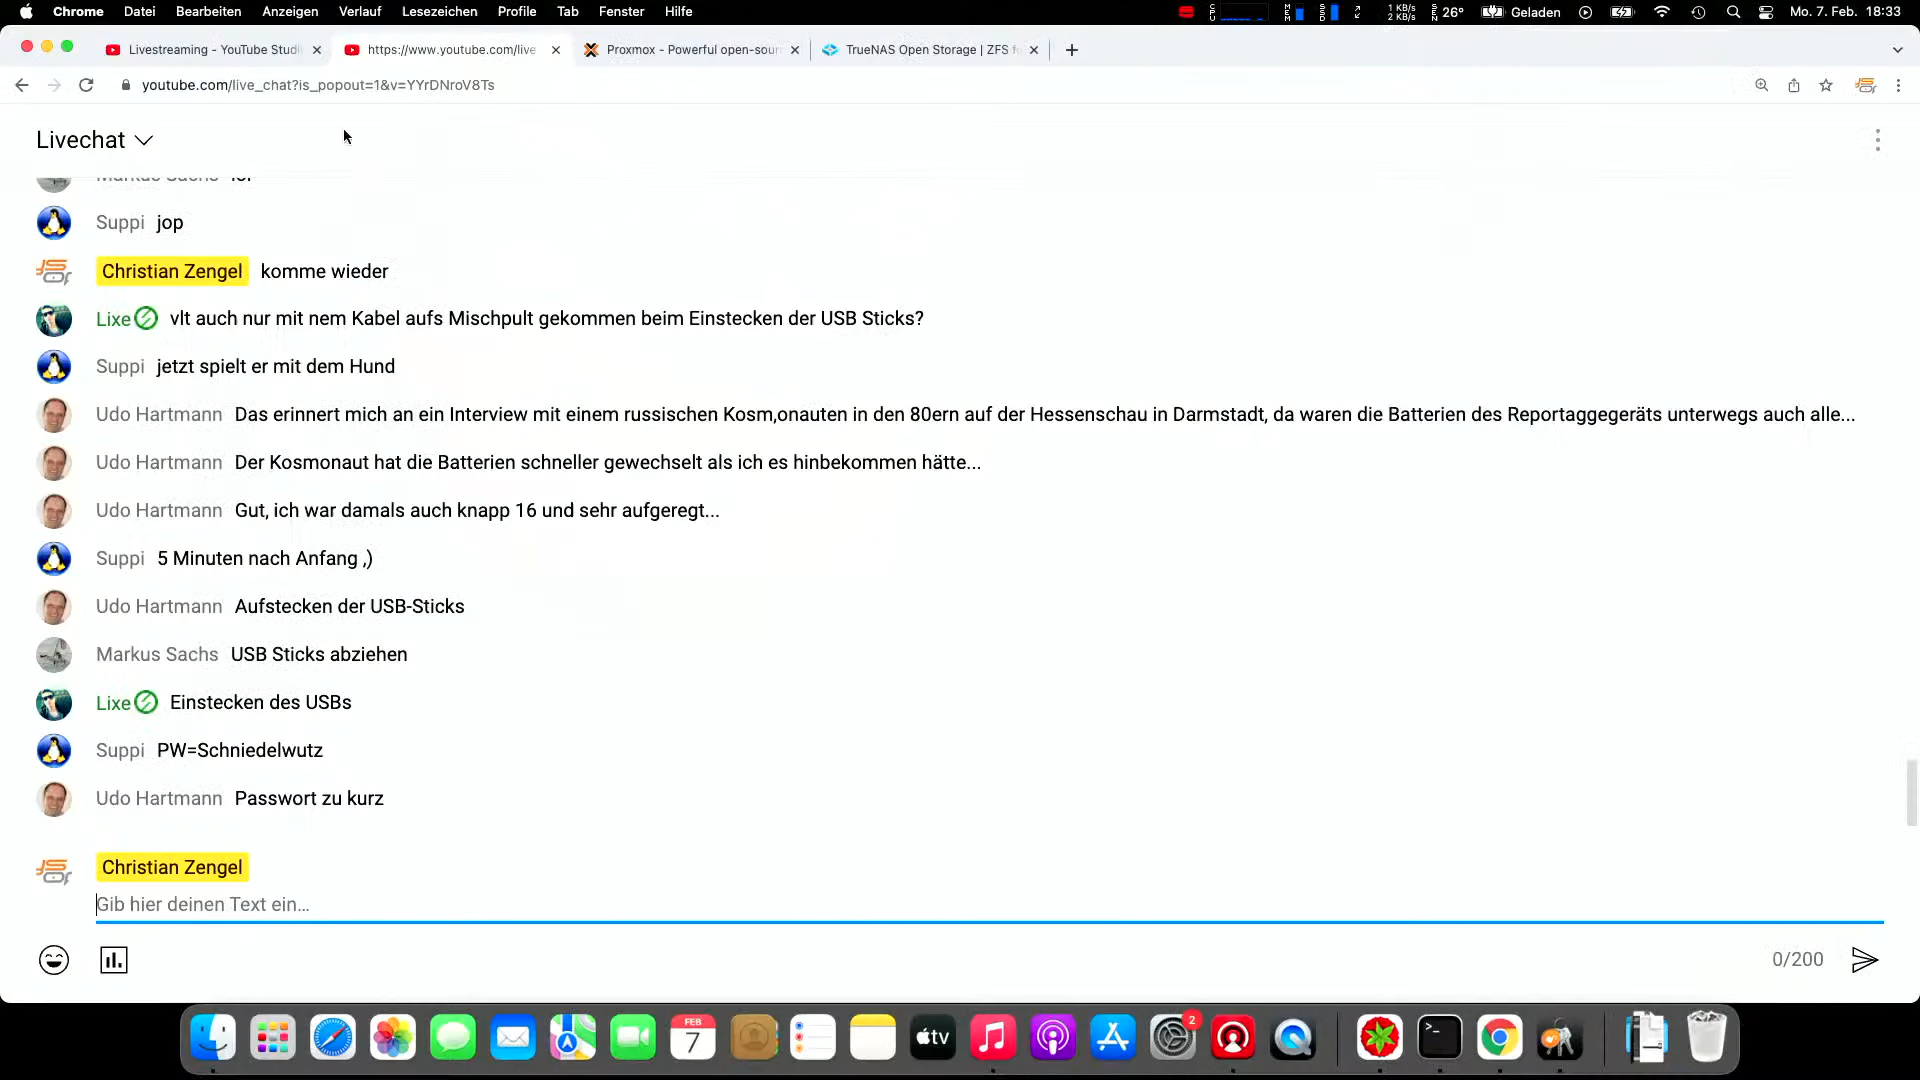 Chrome Datei Bearbeiten Anzeigen Verlauf Lesezeichen Profile Tab Fenster Hilfe 1 KB/s 2 KB/s 26° Geladen Mo. 7. Feb. 18:33
Livestreaming - YouTube Studi https://www.youtube.com/live Proxmox - Powerful open-sour TrueNAS Open Storage | ZFS f
youtube.com/live_chat?is_popout=1&v=YYrDNroV8Ts
Livechat
Suppi jop
Christian Zengel komme wieder
Lixe vlt auch nur mit nem Kabel aufs Mischpult gekommen beim Einstecken der USB Sticks?
Suppi jetzt spielt er mit dem Hund
Udo Hartmann Das erinnert mich an ein Interview mit einem russischen Kosm,onauten in den 80ern auf der Hessenschau in Darmstadt, da waren die Batterien des Reportaggegeräts unterwegs auch alle...
Udo Hartmann Der Kosmonaut hat die Batterien schneller gewechselt als ich es hinbekommen hätte...
Udo Hartmann Gut, ich war damals auch knapp 16 und sehr aufgeregt...
Suppi 5 Minuten nach Anfang ,)
Udo Hartmann Aufstecken der USB-Sticks
Markus Sachs USB Sticks abziehen
Lixe Einstecken des USBs
Suppi PW=Schniedelwutz
Udo Hartmann Passwort zu kurz
Christian Zengel
Gib hier deinen Text ein…
0/200
FEB
7
tv
2